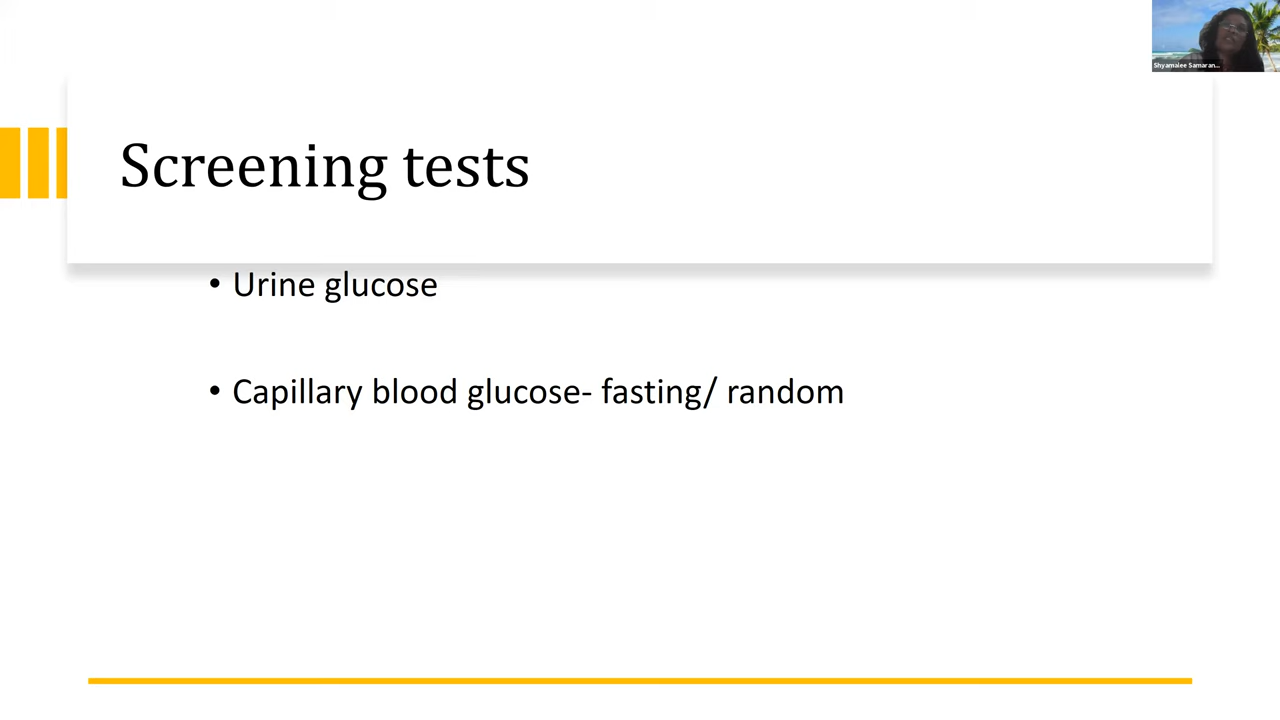 Shyamalee Samaran...
Screening tests
• Urine glucose
• Capillary blood glucose- fasting/ random